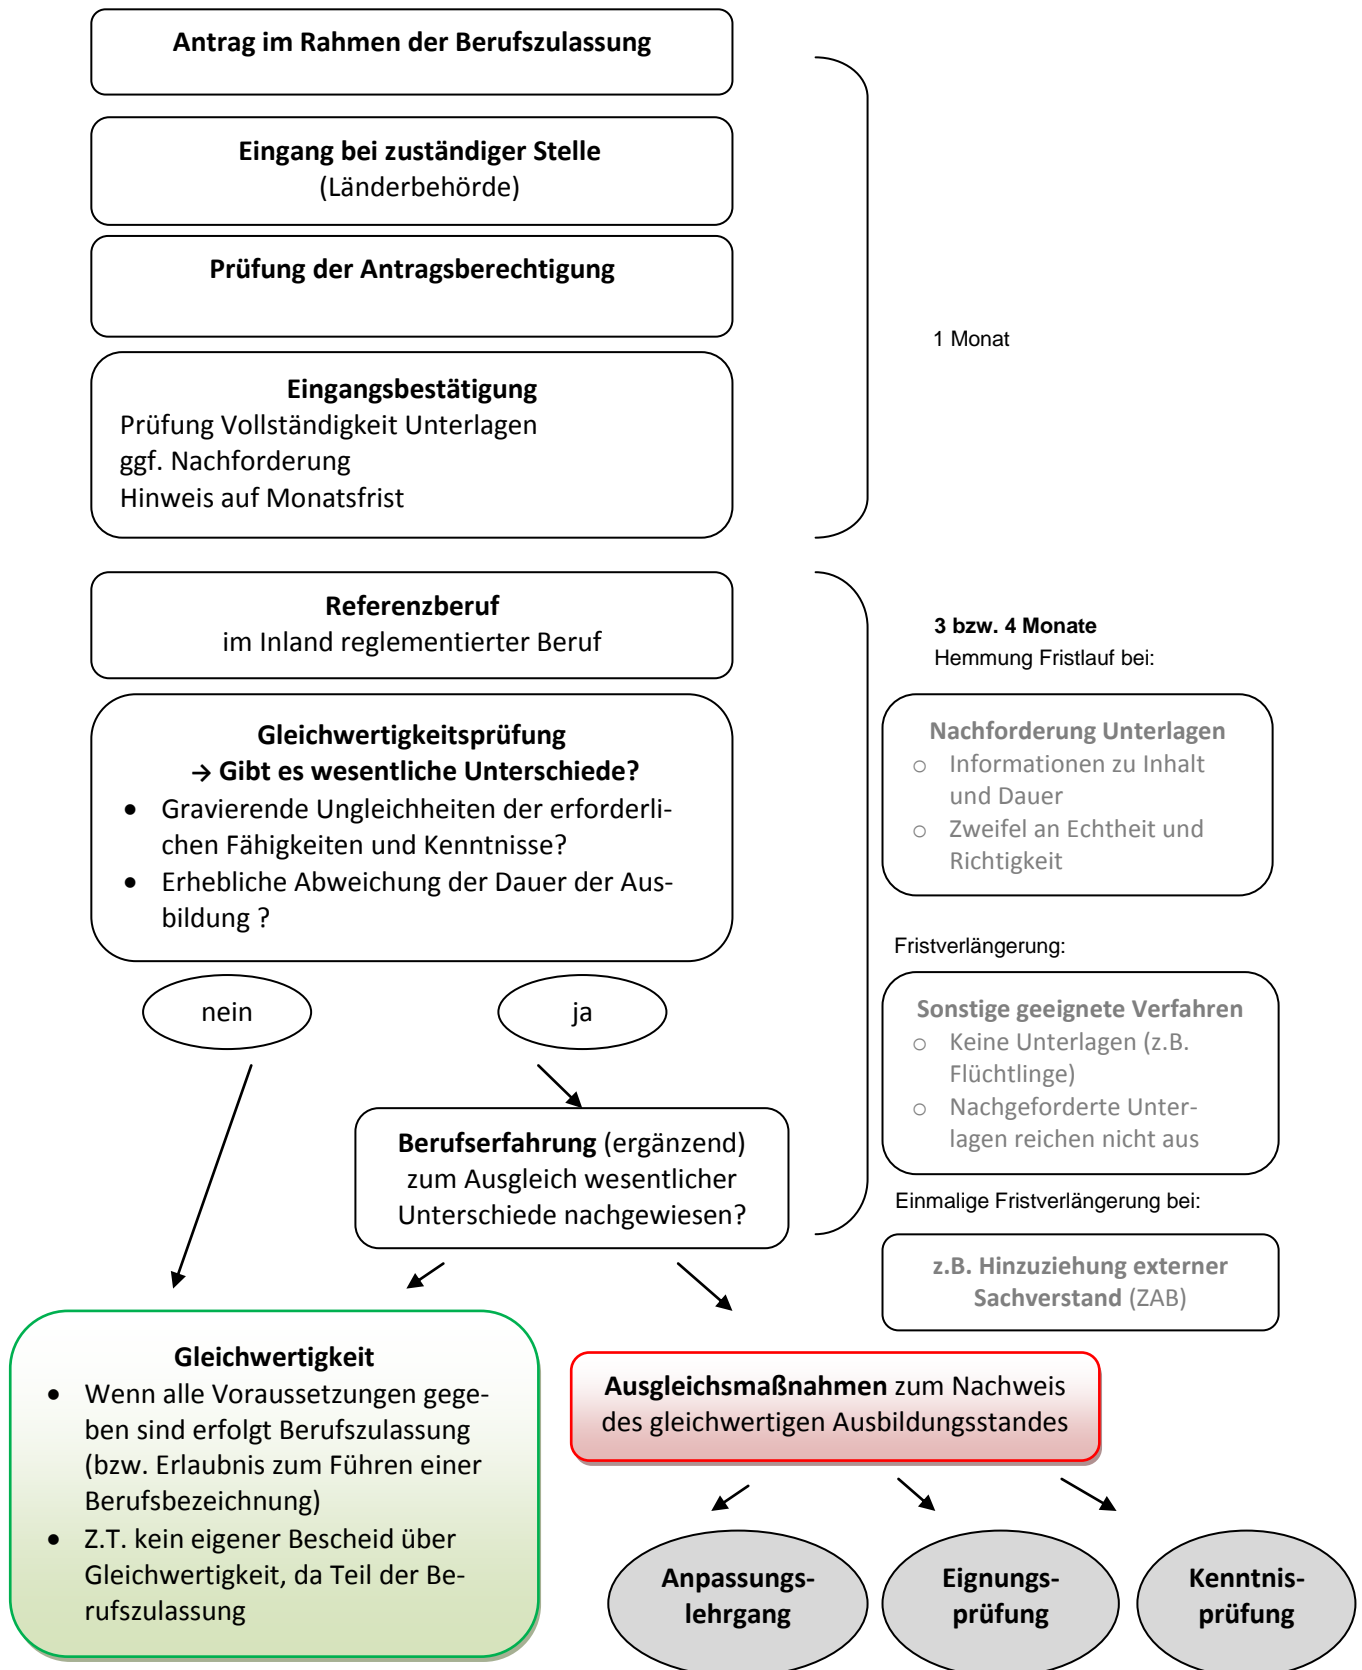 Antrag im Rahmen der Berufszulassung
Eingang bei zuständiger Stelle
(Länderbehörde)
Prüfung der Antragsberechtigung
1 Monat
Eingangsbestätigung
Prüfung Vollständigkeit Unterlagen
ggf. Nachforderung
Hinweis auf Monatsfrist
Referenzberuf
im Inland reglementierter Beruf
3 bzw. 4 Monate
Hemmung Fristlauf bei:
Gleichwertigkeitsprüfung
→ Gibt es wesentliche Unterschiede?
• Gravierende Ungleichheiten der erforderli-
chen Fähigkeiten und Kenntnisse?
• Erhebliche Abweichung der Dauer der Aus-
bildung ?
Nachforderung Unterlagen
o Informationen zu Inhalt
und Dauer
o Zweifel an Echtheit und
Richtigkeit
Fristverlängerung:
nein
ja
Sonstige geeignete Verfahren
o Keine Unterlagen (z.B.
Flüchtlinge)
o Nachgeforderte Unter-
lagen reichen nicht aus
Berufserfahrung (ergänzend)
zum Ausgleich wesentlicher
Unterschiede nachgewiesen?
Einmalige Fristverlängerung bei:
z.B. Hinzuziehung externer
Sachverstand (ZAB)
Gleichwertigkeit
• Wenn alle Voraussetzungen gege-
ben sind erfolgt Berufszulassung
(bzw. Erlaubnis zum Führen einer
Berufsbezeichnung)
• Z.T. kein eigener Bescheid über
Gleichwertigkeit, da Teil der Be-
rufszulassung
Ausgleichsmaßnahmen zum Nachweis
des gleichwertigen Ausbildungsstandes
Anpassungs-
lehrgang
Eignungs-
prüfung
Kenntnis-
prüfung